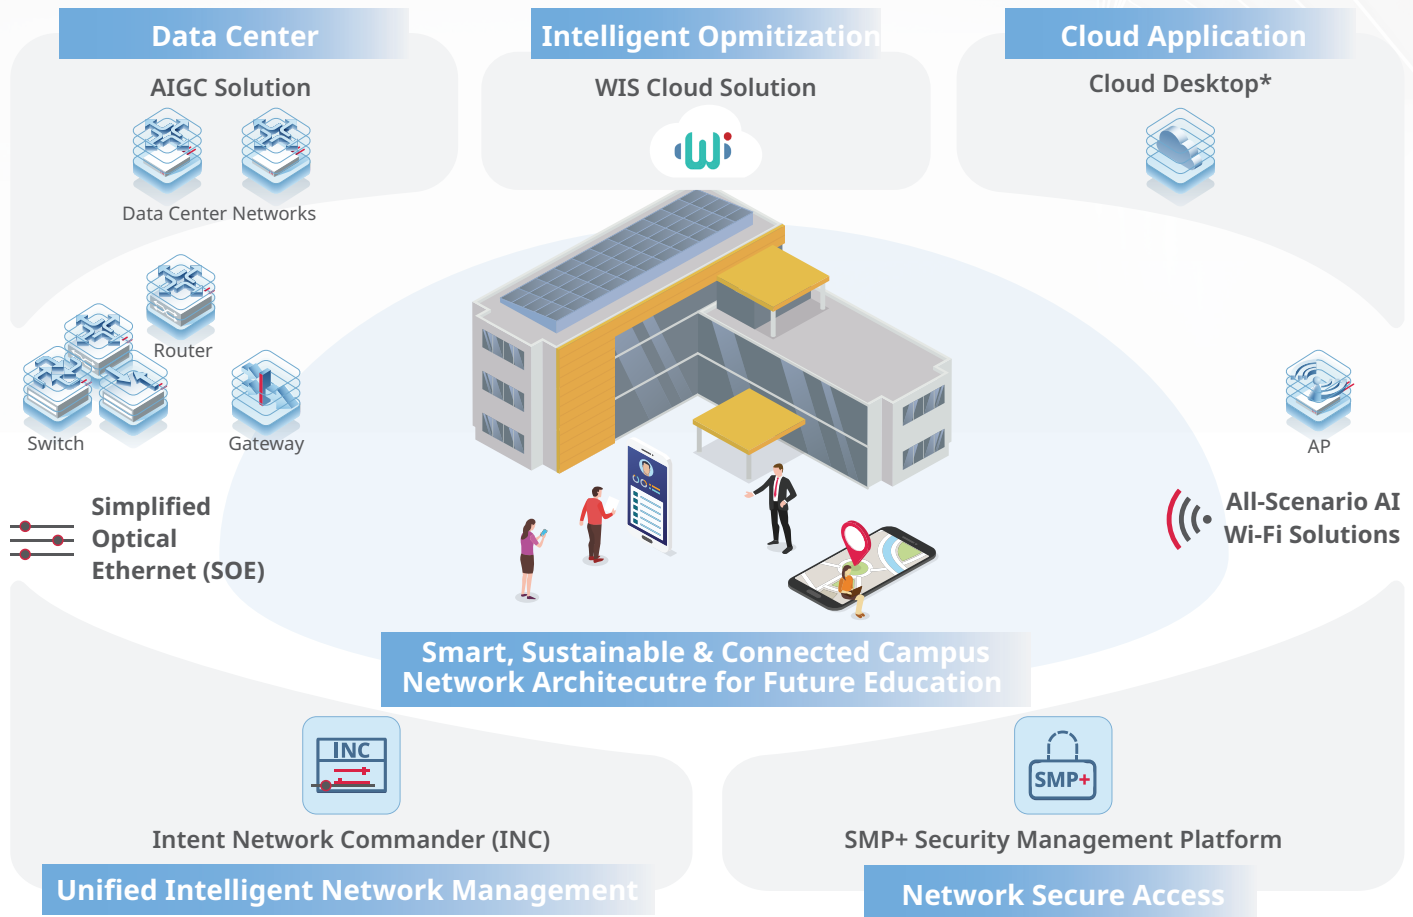 Data Center
Intelligent Opmitization
Cloud Application
AIGC Solution
WIS Cloud Solution
Cloud Desktop*
Wi
Data Center Networks
Router
Switch
Gateway
AP
Simplified
Optical
Ethernet (SOE)
All-Scenario AI
Wi-Fi Solutions
Smart, Sustainable & Connected Campus
Network Architecutre for Future Education
INC
SMP+
Intent Network Commander (INC)
SMP+ Security Management Platform
Unified Intelligent Network Management
Network Secure Access